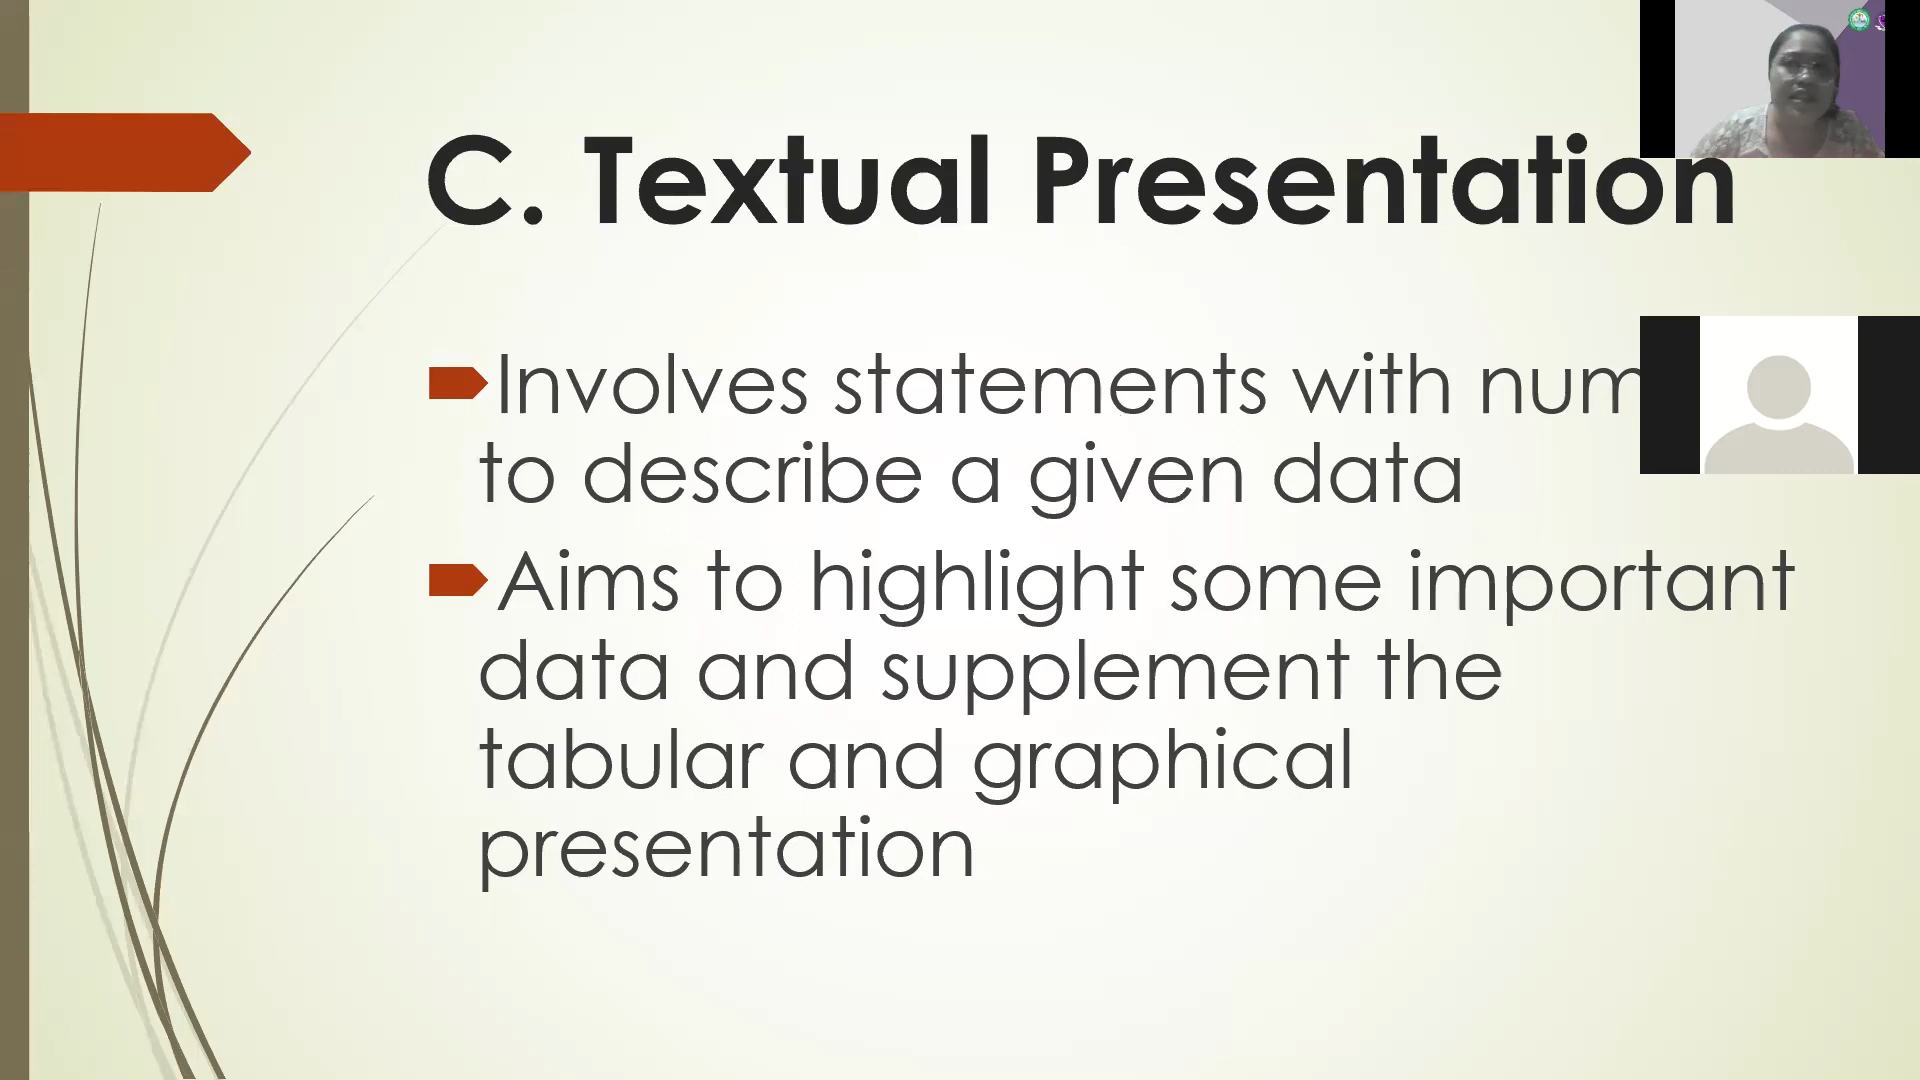 C. Textual Presentation
Involves statements with
to describe a given data
Aims to highlight some important
data and supplement the
tabular and graphical
presentation